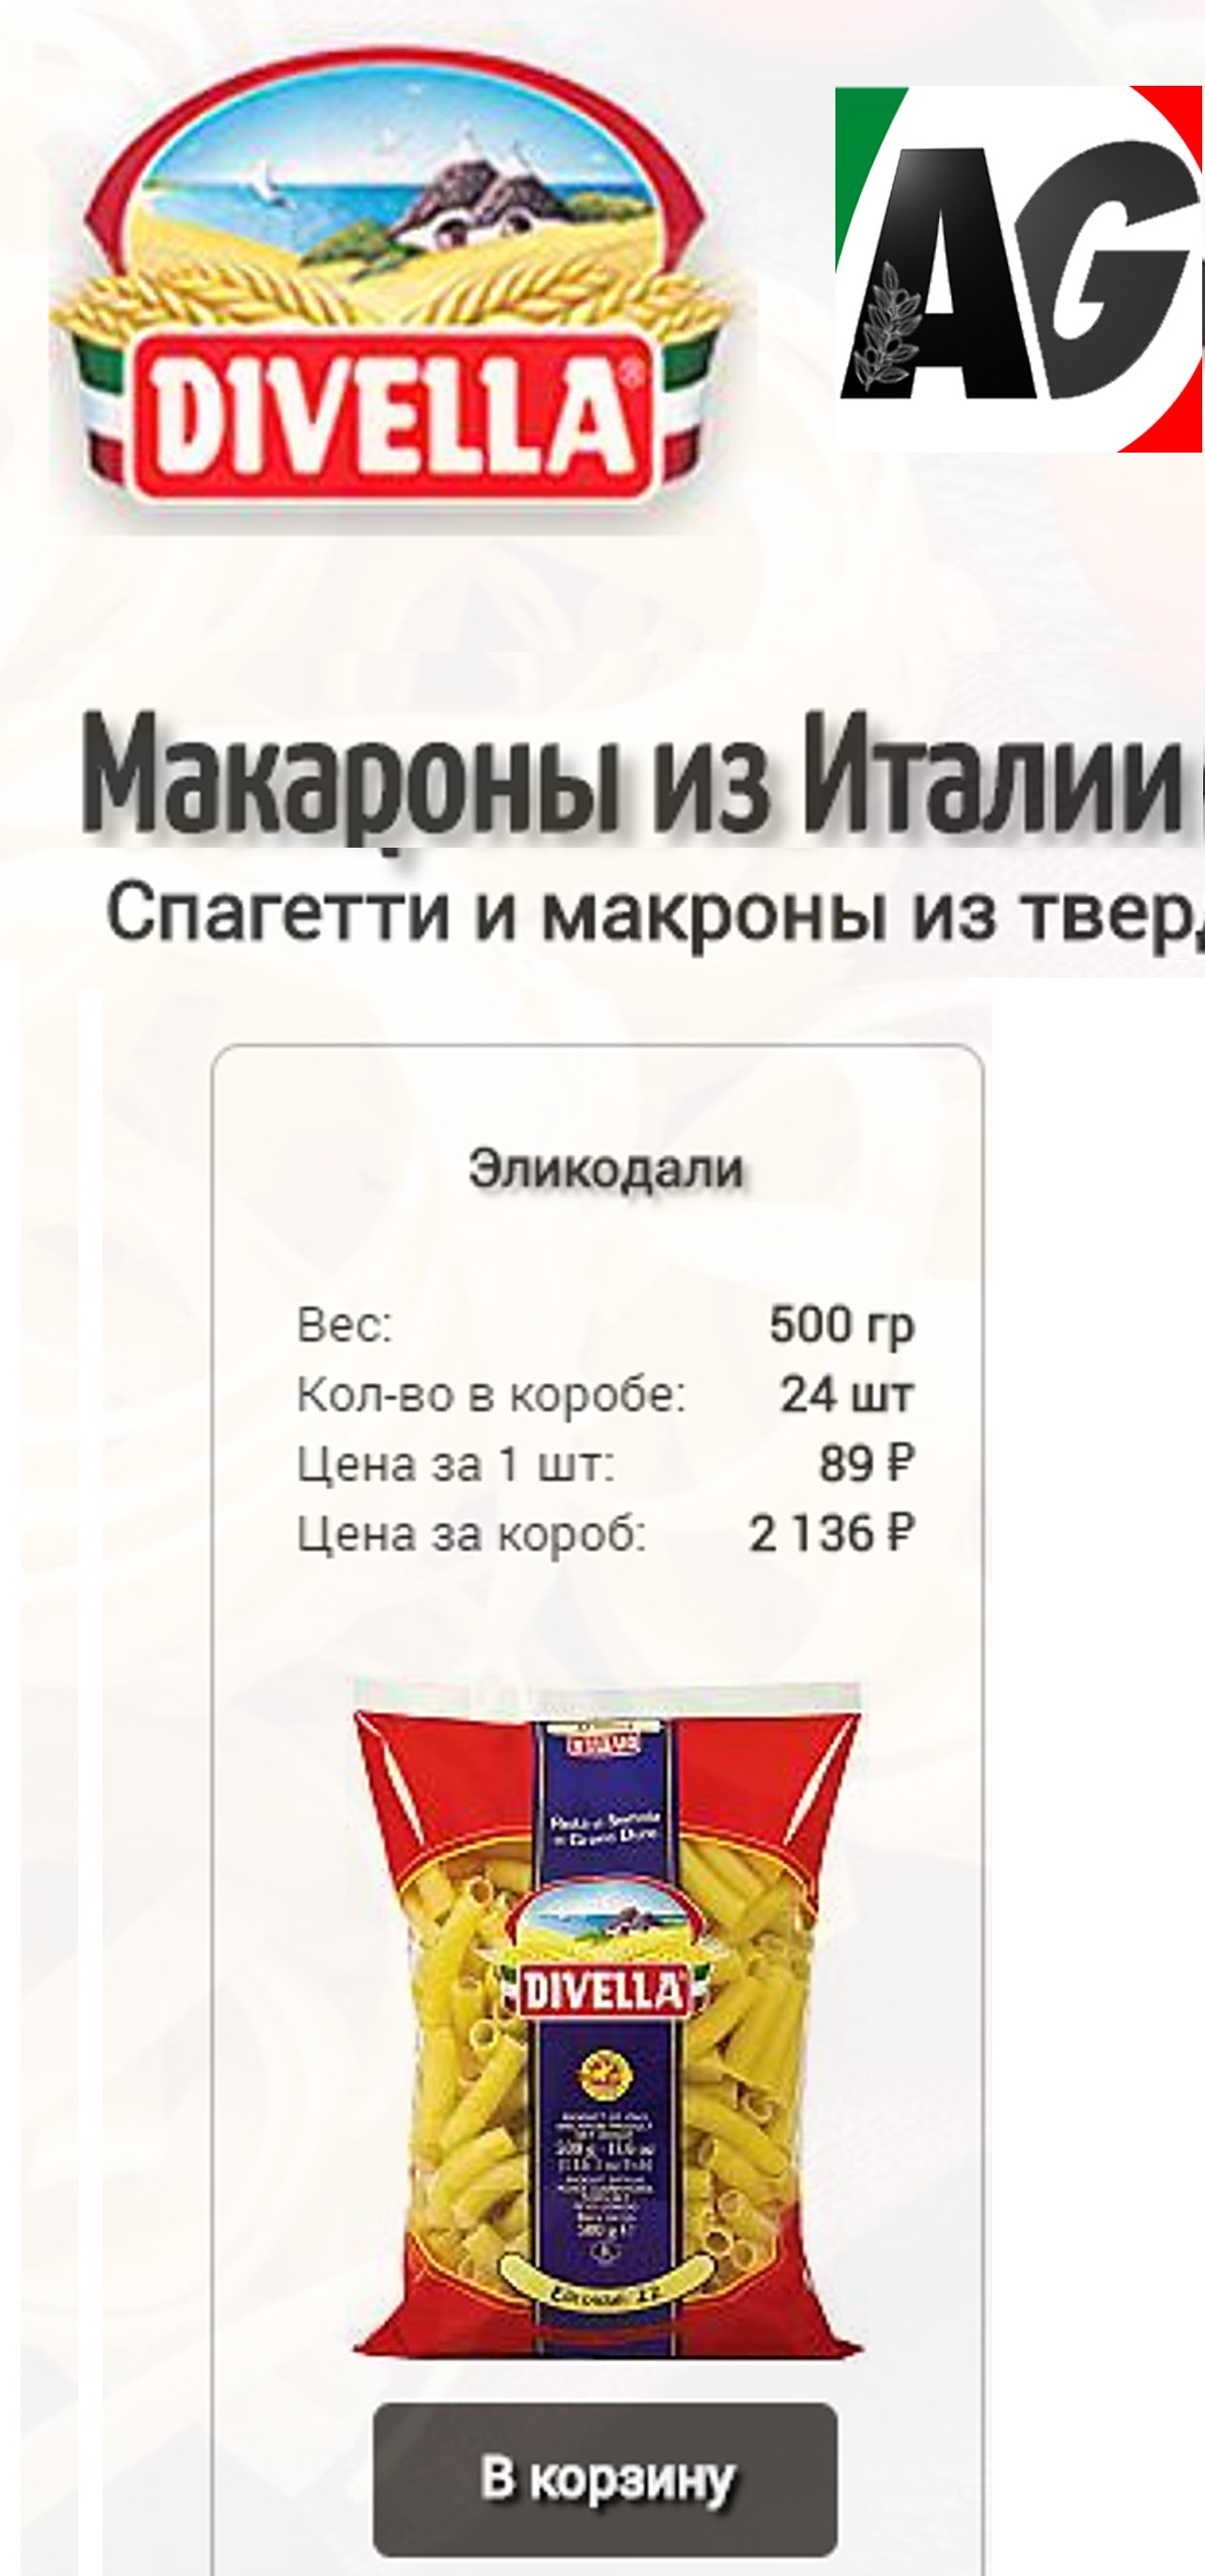 DIVELLA®
AG
Макароны из Италии
Спагетти и макроны из тверд
Эликодали
Вес: 500 гр
Кол-во в коробе: 24 шт
Цена за 1 шт: 89 ₽
Цена за короб: 2 136 ₽
DIVELLA
В корзину